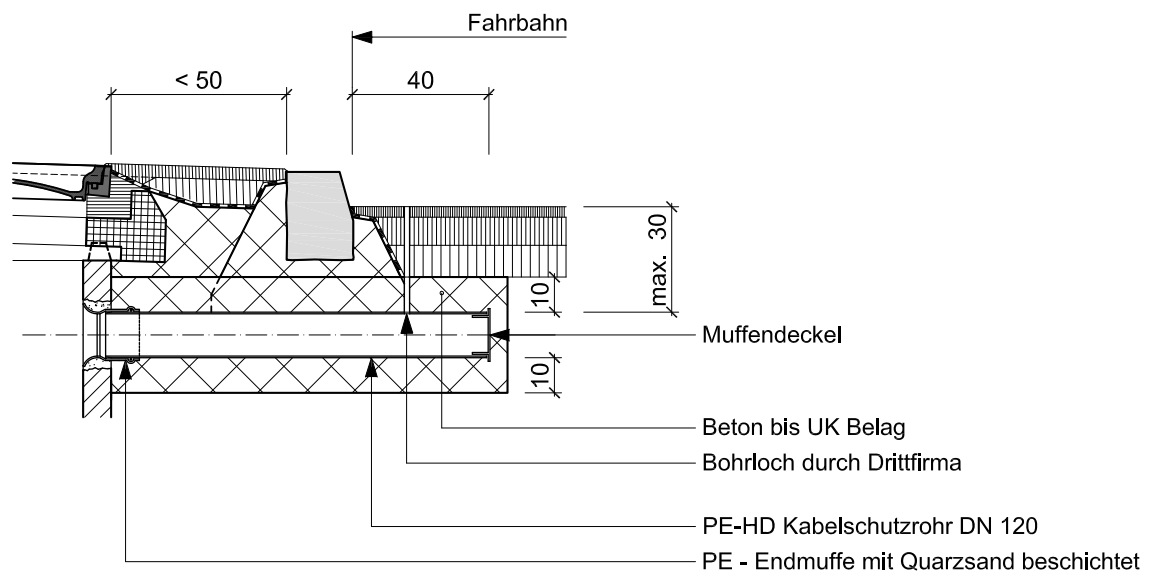 Fahrbahn
< 50
40
max. 30
10
Muffendeckel
10
Beton bis UK Belag
Bohrloch durch Drittfirma
PE-HD Kabelschutzrohr DN 120
PE - Endmuffe mit Quarzsand beschichtet